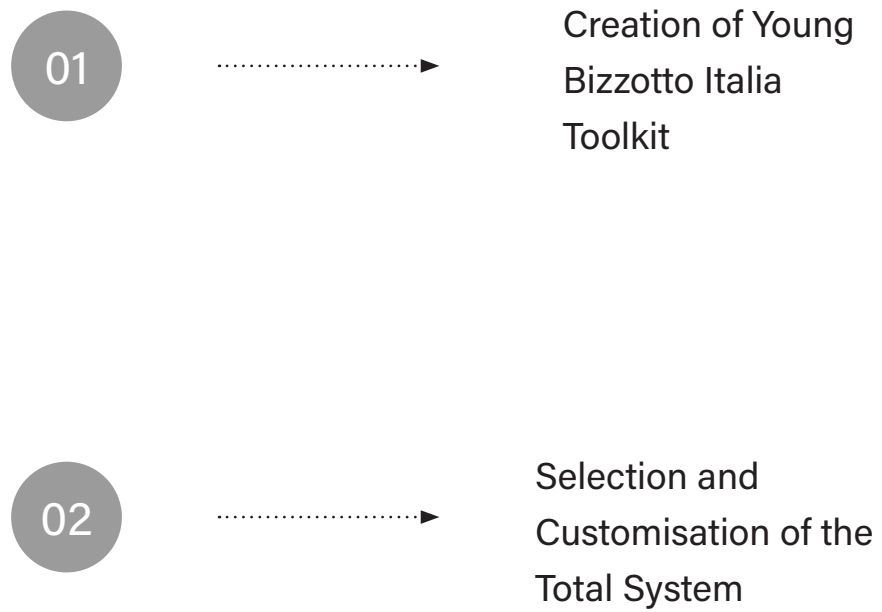 01
Creation of Young
Bizzotto Italia
Toolkit
02
Selection and
Customisation of the
Total System